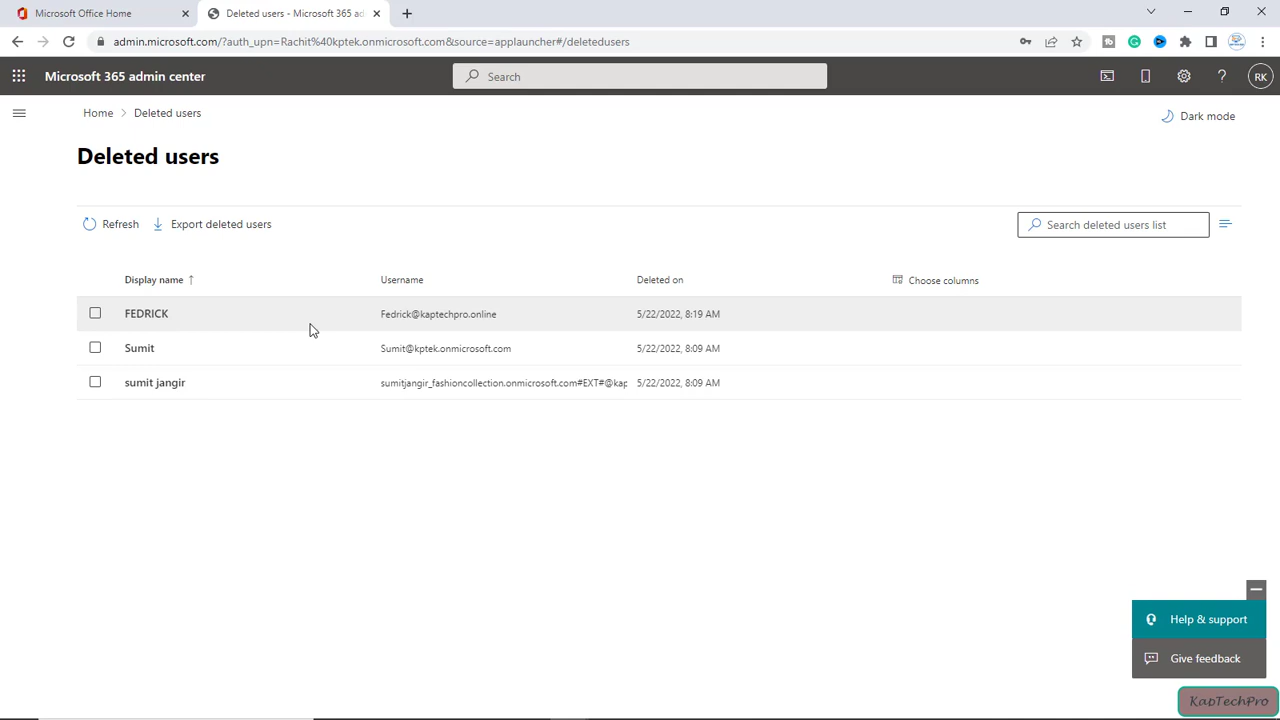 Microsoft Office Home
Deleted users - Microsoft 365 ad
admin.microsoft.com/?auth_upn=Rachit%40kptek.onmicrosoft.com&source=applauncher#/deletedusers
Microsoft 365 admin center
Search
RK
Home > Deleted users
Dark mode
Deleted users
Refresh
Export deleted users
Search deleted users list
Display name ↑
Username
Deleted on
Choose columns
FEDRICK
Fedrick@kaptechpro.online
5/22/2022, 8:19 AM
Sumit
Sumit@kptek.onmicrosoft.com
5/22/2022, 8:09 AM
sumit jangir
sumitjangir_fashioncollection.onmicrosoft.com#EXT#@kap
5/22/2022, 8:09 AM
Help & support
Give feedback
KapTechPro